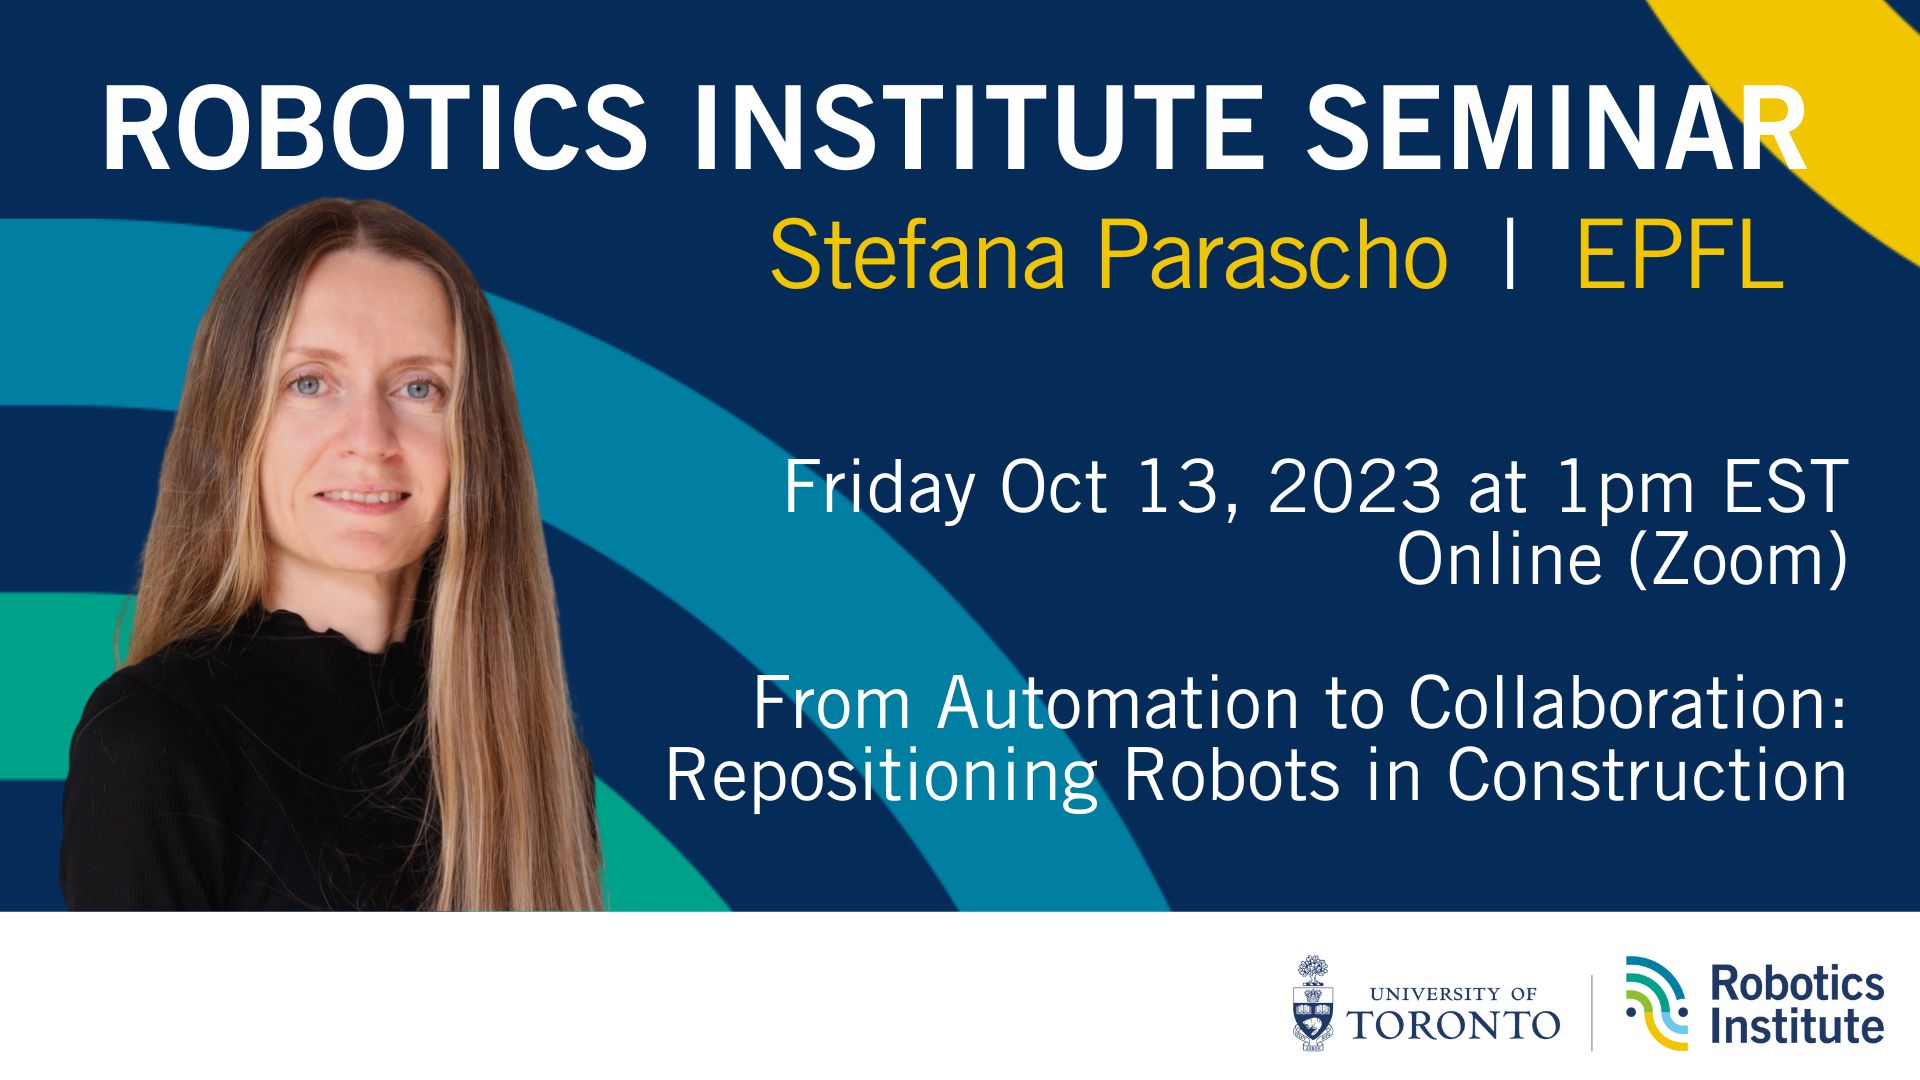 ROBOTICS INSTITUTE SEMINAR
Stefana Parascho | EPFL
Friday Oct 13, 2023 at 1pm EST
Online (Zoom)
From Automation to Collaboration:
Repositioning Robots in Construction
UNIVERSITY OF
TORONTO
Robotics
Institute